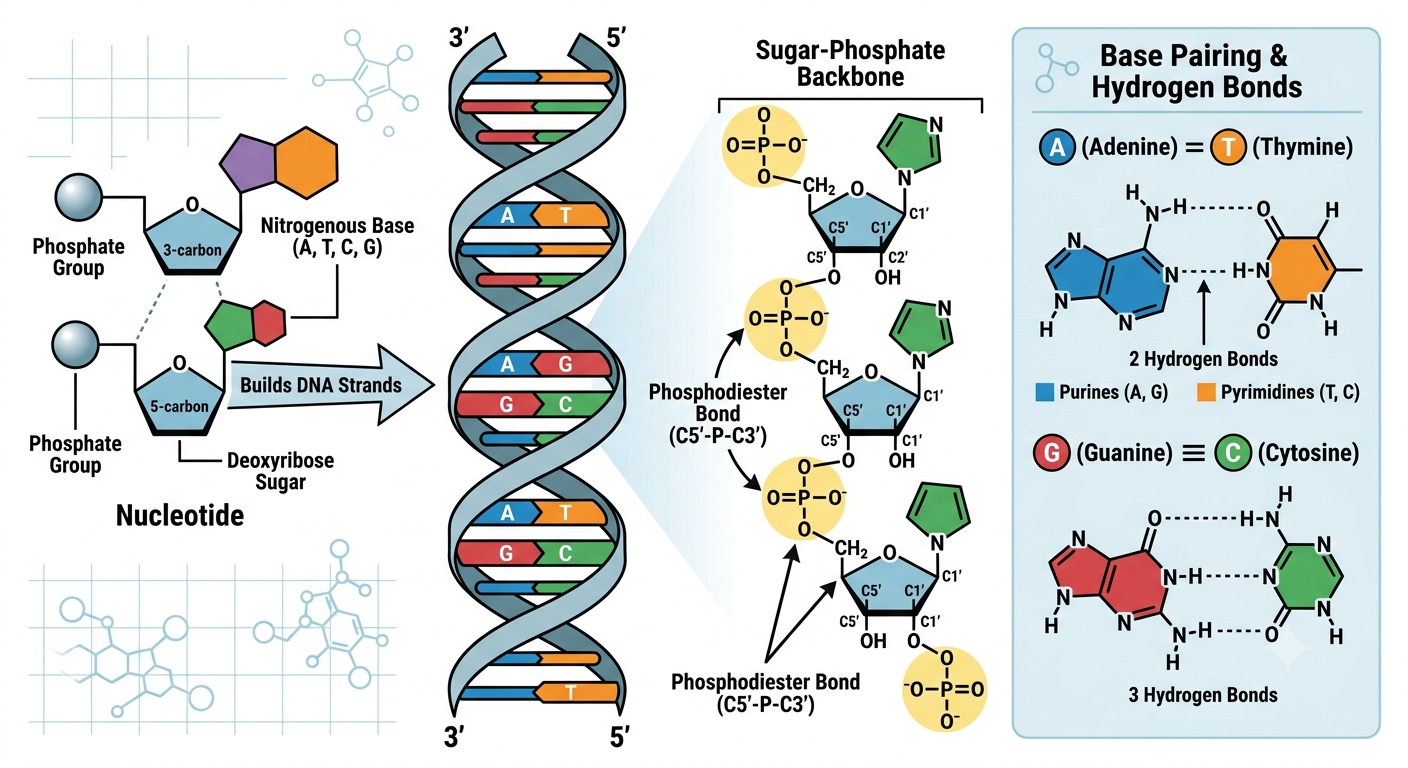 O
3-carbon
Phosphate
Group
Nitrogenous Base
(A, T, C, G)
O
5-carbon
Phosphate
Group
Deoxyribose
Sugar
Builds DNA Strands
Nucleotide
3′ 5′
A T
A G
G C
A T
G C
T
3′ 5′
Sugar-Phosphate
Backbone
O
O=P–O⁻
O
CH₂
O
N
N
C1′
C5′ C1′
C5′ C2′
OH
O
O
O=P–O⁻
O
CH₂
O
N
N
C1′
C5′ C1′
C5′ C1′
OH
Phosphodiester
Bond
(C5′-P-C3′)
O
O
O=P–O⁻
O
CH₂
O
N
C1′
C5′ C1′
C5′ C1′
OH
O
O
⁻O–P=O
O⁻
Phosphodiester Bond
(C5′-P-C3′)
Base Pairing &
Hydrogen Bonds
A (Adenine) = T (Thymine)
H
N–H O H
N
N H–N
N
N
H
O
N
H
2 Hydrogen Bonds
Purines (A, G) Pyrimidines (T, C)
G (Guanine) ≡ C (Cytosine)
H
O H–N
N N
N–H N
N
H
N
N–H
H
O
N
H
3 Hydrogen Bonds